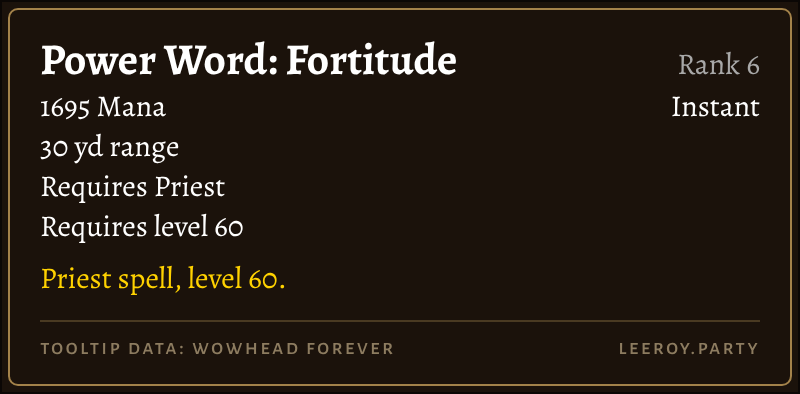 Power Word: Fortitude Rank 6
1695 Mana Instant
30 yd range
Requires Priest
Requires level 60
Priest spell, level 60.
TOOLTIP DATA: WOWHEAD FOREVER LEEROY.PARTY